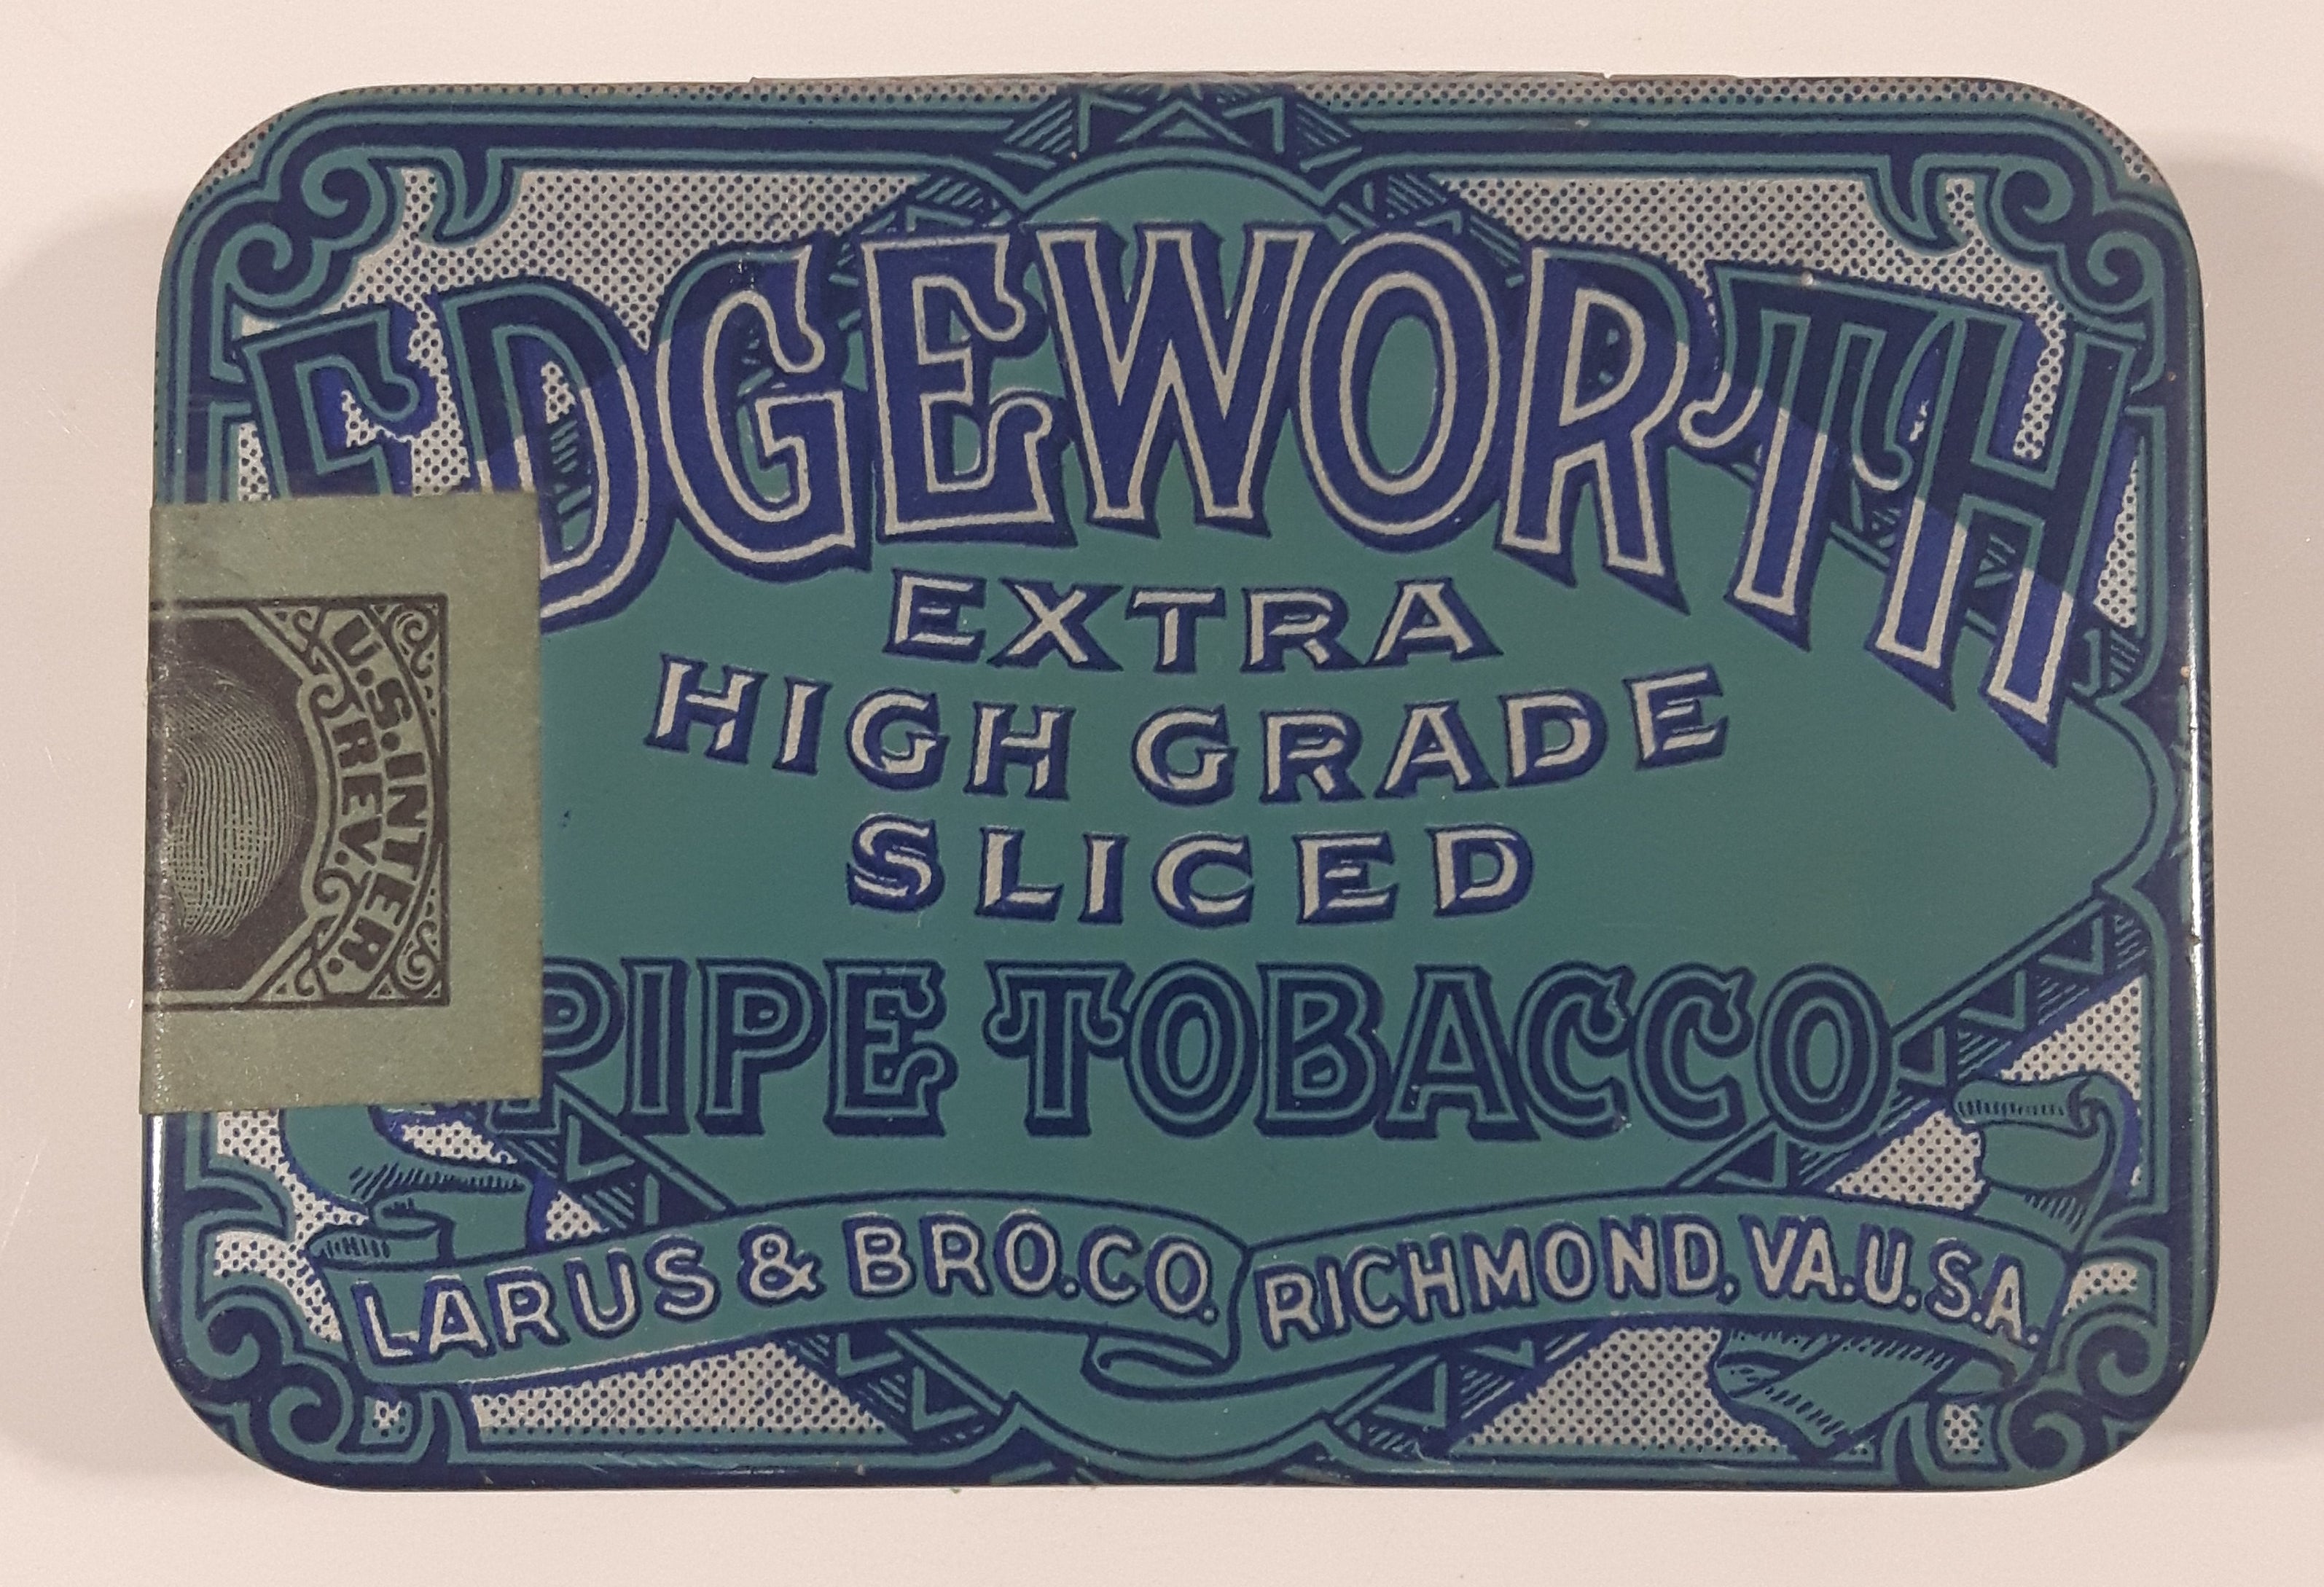 EDGEWORTH
EXTRA
HIGH GRADE
SLICED
PIPE TOBACCO
LARUS & BRO.CO. RICHMOND, VA.U.S.A.
U.S.INTER.
REV.